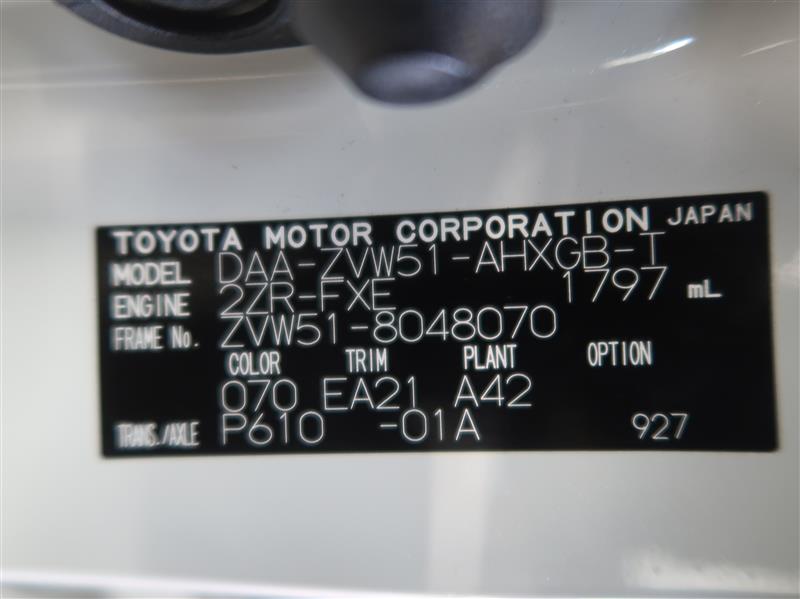 TOYOTA MOTOR CORPORATION JAPAN
MODEL DAA-ZVW51-AHXGB-T
ENGINE 2ZR-FXE 1797 mL
FRAME No. ZVW51-8048070
COLOR TRIM PLANT OPTION
070 EA21 A42
TRANS./AXLE P610 -01A 927